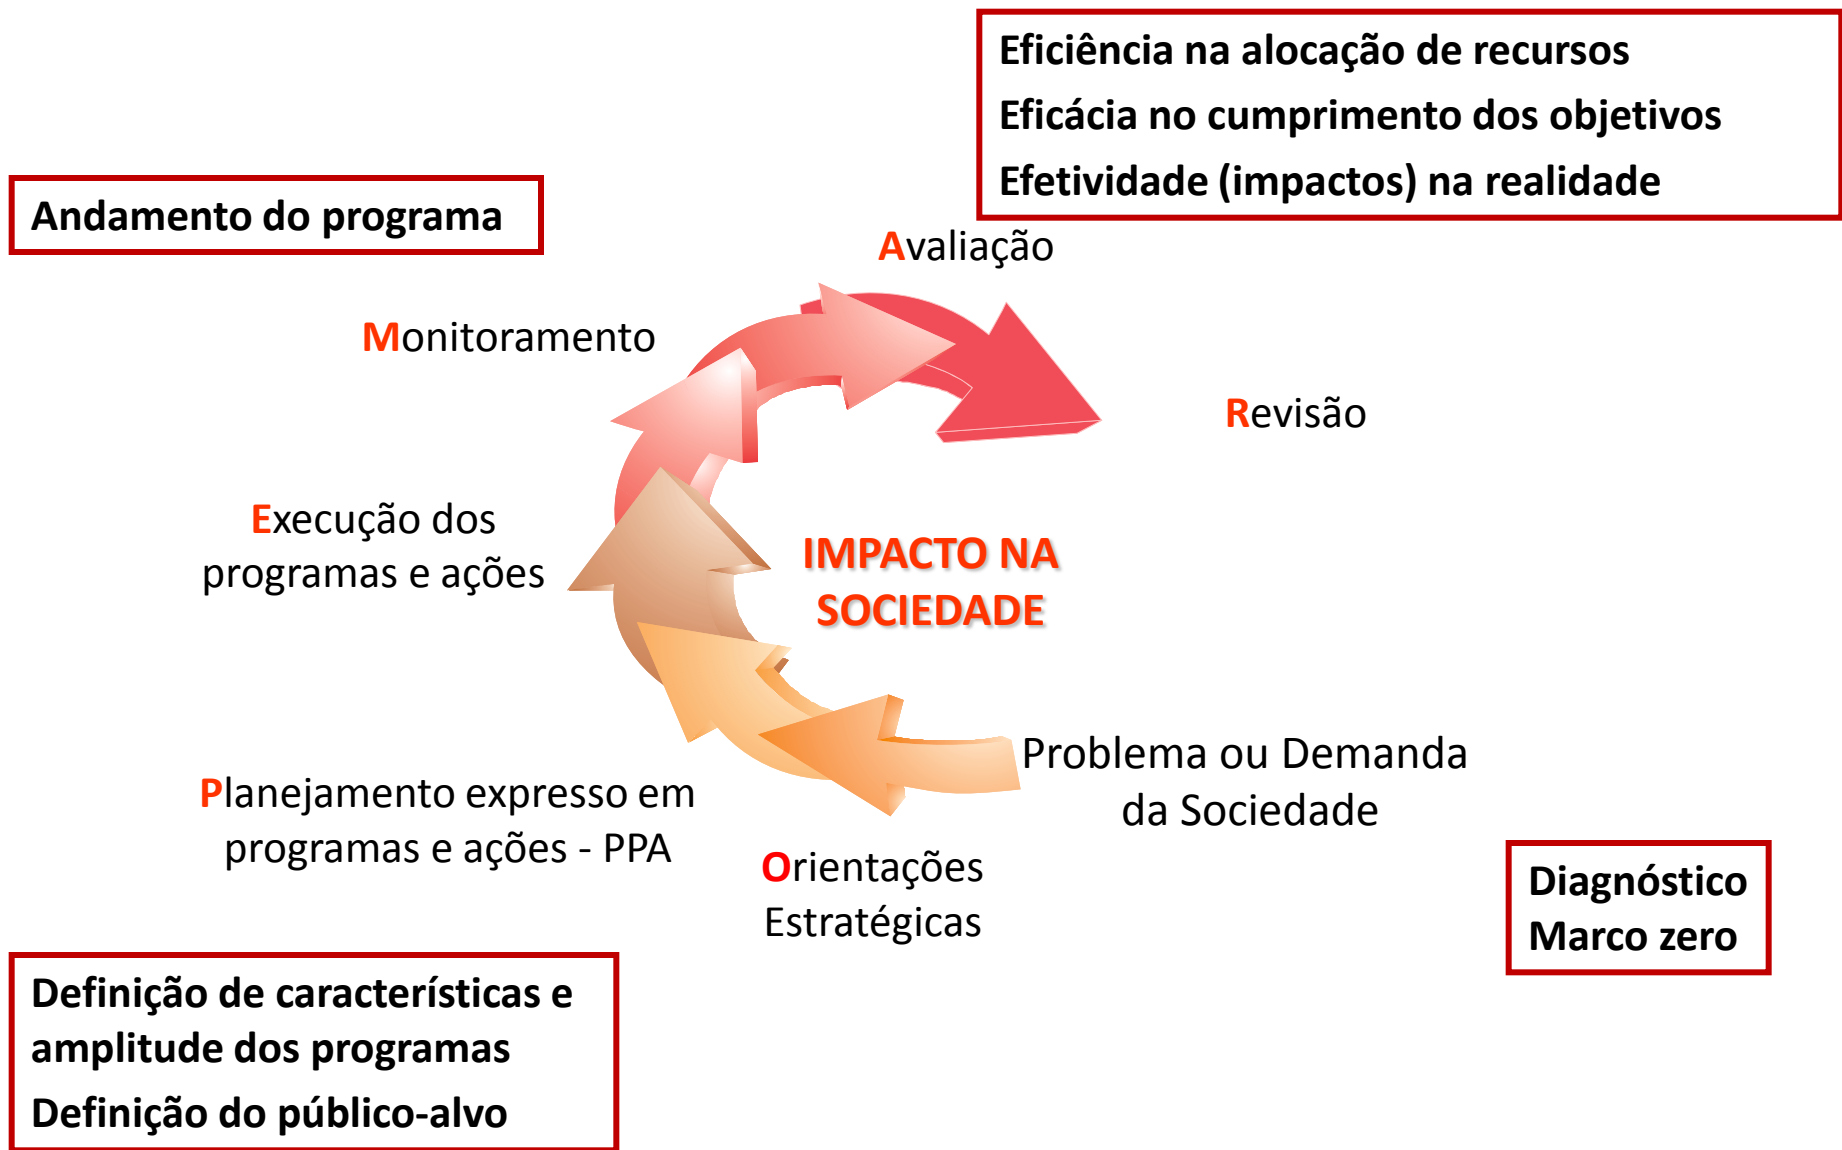 Eficiência na alocação de recursos
Eficácia no cumprimento dos objetivos
Efetividade (impactos) na realidade
Andamento do programa
Avaliação
Monitoramento
Revisão
Execução dos
programas e ações
IMPACTO NA
SOCIEDADE
Problema ou Demanda
da Sociedade
Planejamento expresso em
programas e ações - PPA
Orientações
Estratégicas
Diagnóstico
Marco zero
Definição de características e
amplitude dos programas
Definição do público-alvo